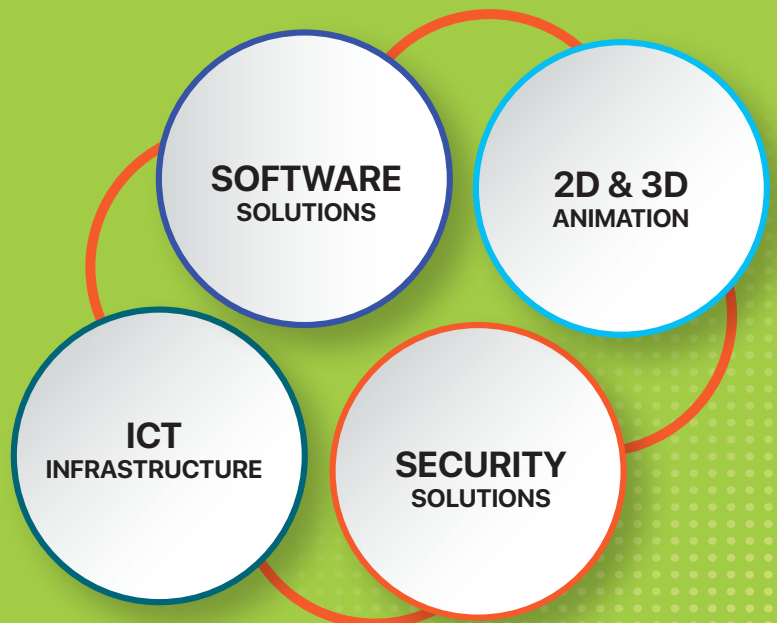 SOFTWARE
SOLUTIONS
2D & 3D
ANIMATION
ICT
INFRASTRUCTURE
SECURITY
SOLUTIONS